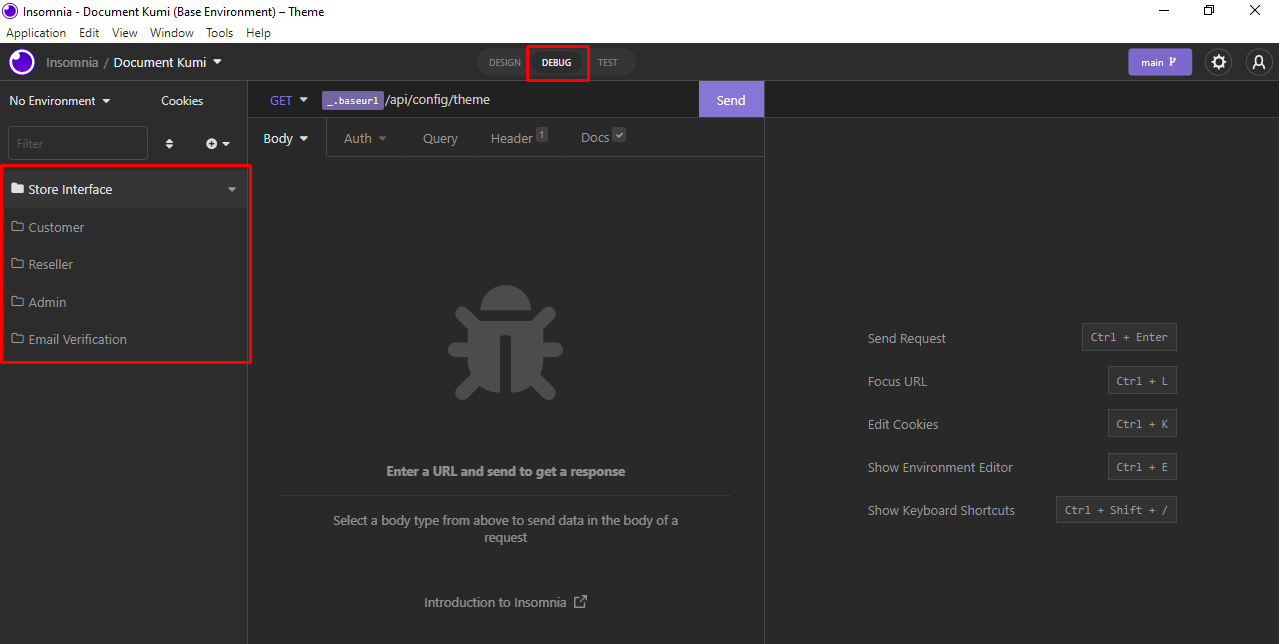 Insomnia - Document Kumi (Base Environment) – Theme
Application Edit View Window Tools Help
Insomnia / Document Kumi
DESIGN DEBUG TEST
main
No Environment Cookies
GET _.baseurl /api/config/theme Send
Filter
Body Auth Query Header 1 Docs
Store Interface
Customer
Reseller
Admin
Email Verification
Enter a URL and send to get a response
Select a body type from above to send data in the body of a
request
Introduction to Insomnia
Send Request Ctrl + Enter
Focus URL Ctrl + L
Edit Cookies Ctrl + K
Show Environment Editor Ctrl + E
Show Keyboard Shortcuts Ctrl + Shift + /